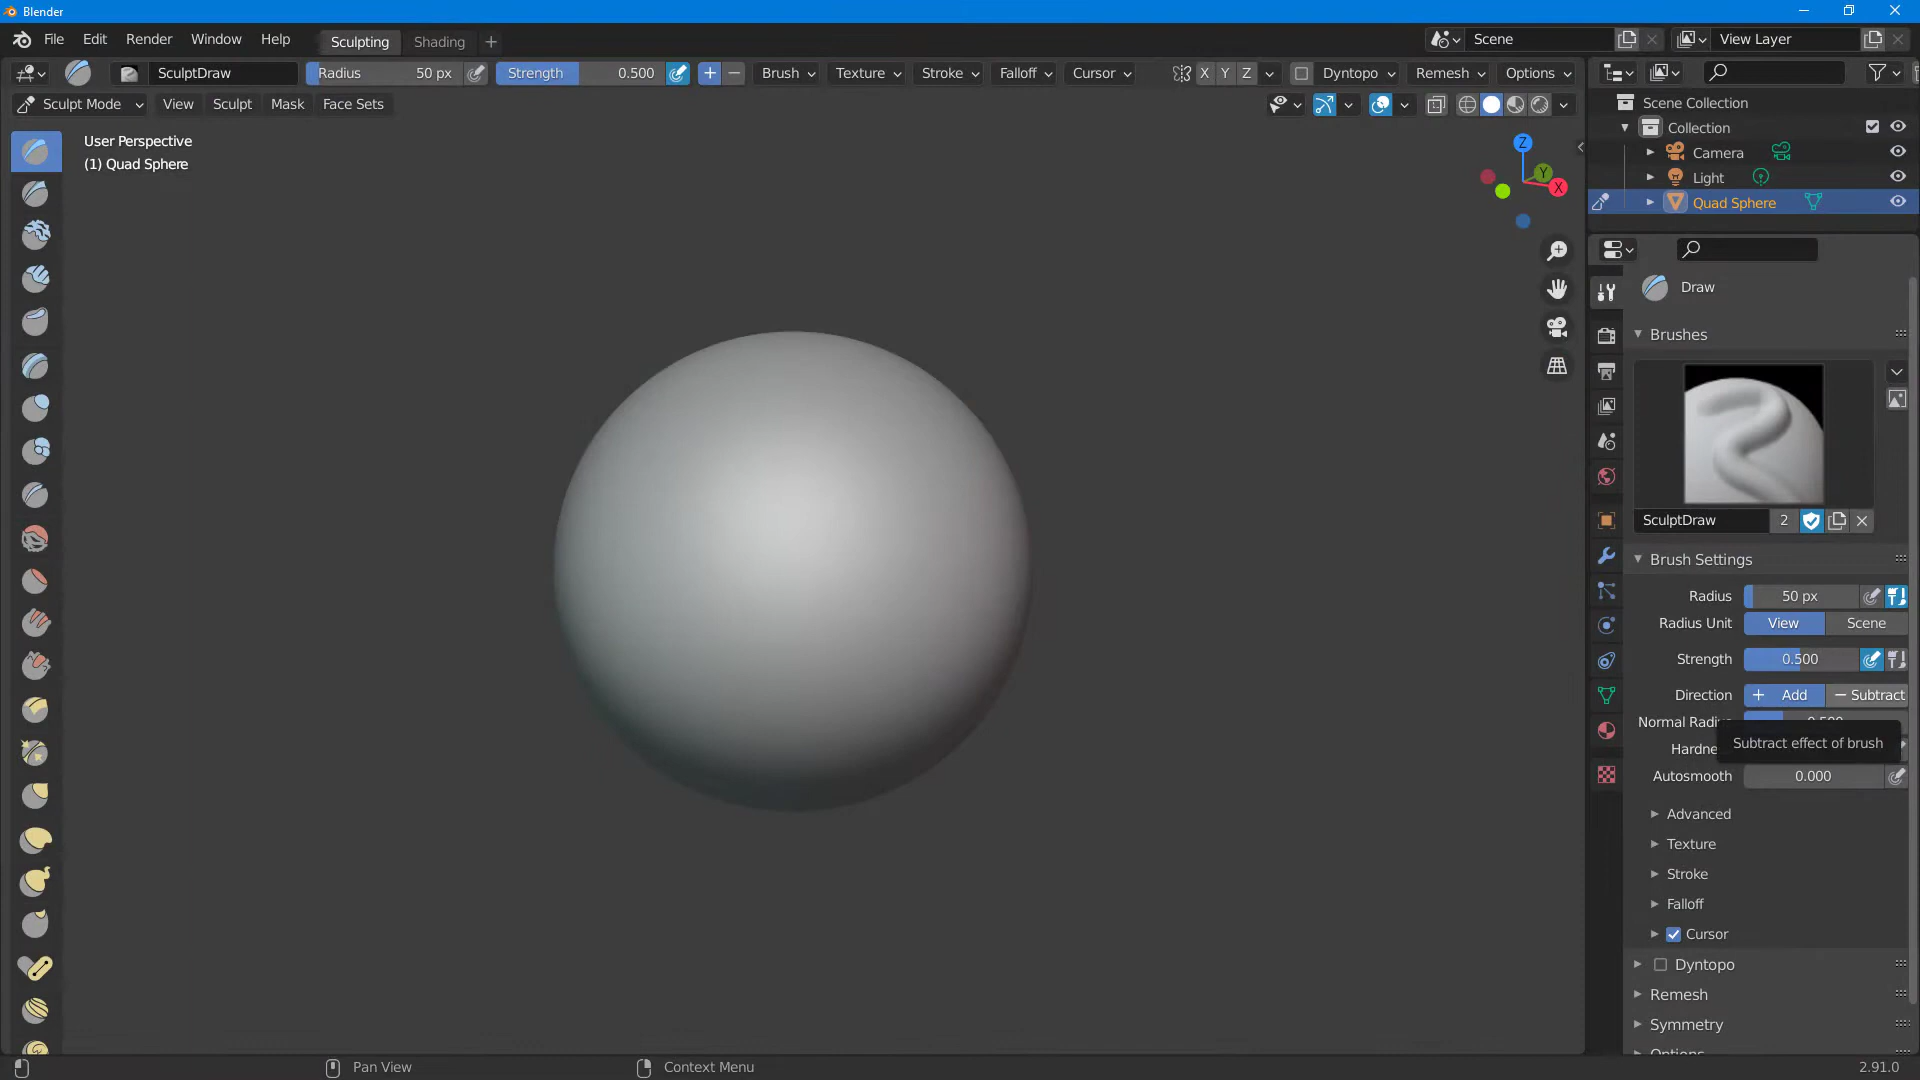 Blender
File Edit Render Window Help Sculpting Shading + Scene View Layer
SculptDraw Radius 50 px Strength 0.500 Brush Texture Stroke Falloff Cursor X Y Z Dyntopo Remesh Options
Sculpt Mode View Sculpt Mask Face Sets
User Perspective
(1) Quad Sphere
Z
Y
X
Scene Collection
Collection
Camera
Light
Quad Sphere
Draw
Brushes
SculptDraw 2
Brush Settings
Radius 50 px
Radius Unit View Scene
Strength 0.500
Direction + Add − Subtract
Normal Radius
Subtract effect of brush
Autosmooth 0.000
Advanced
Texture
Stroke
Falloff
Cursor
Dyntopo
Remesh
Symmetry
Options
Pan View Context Menu 2.91.0